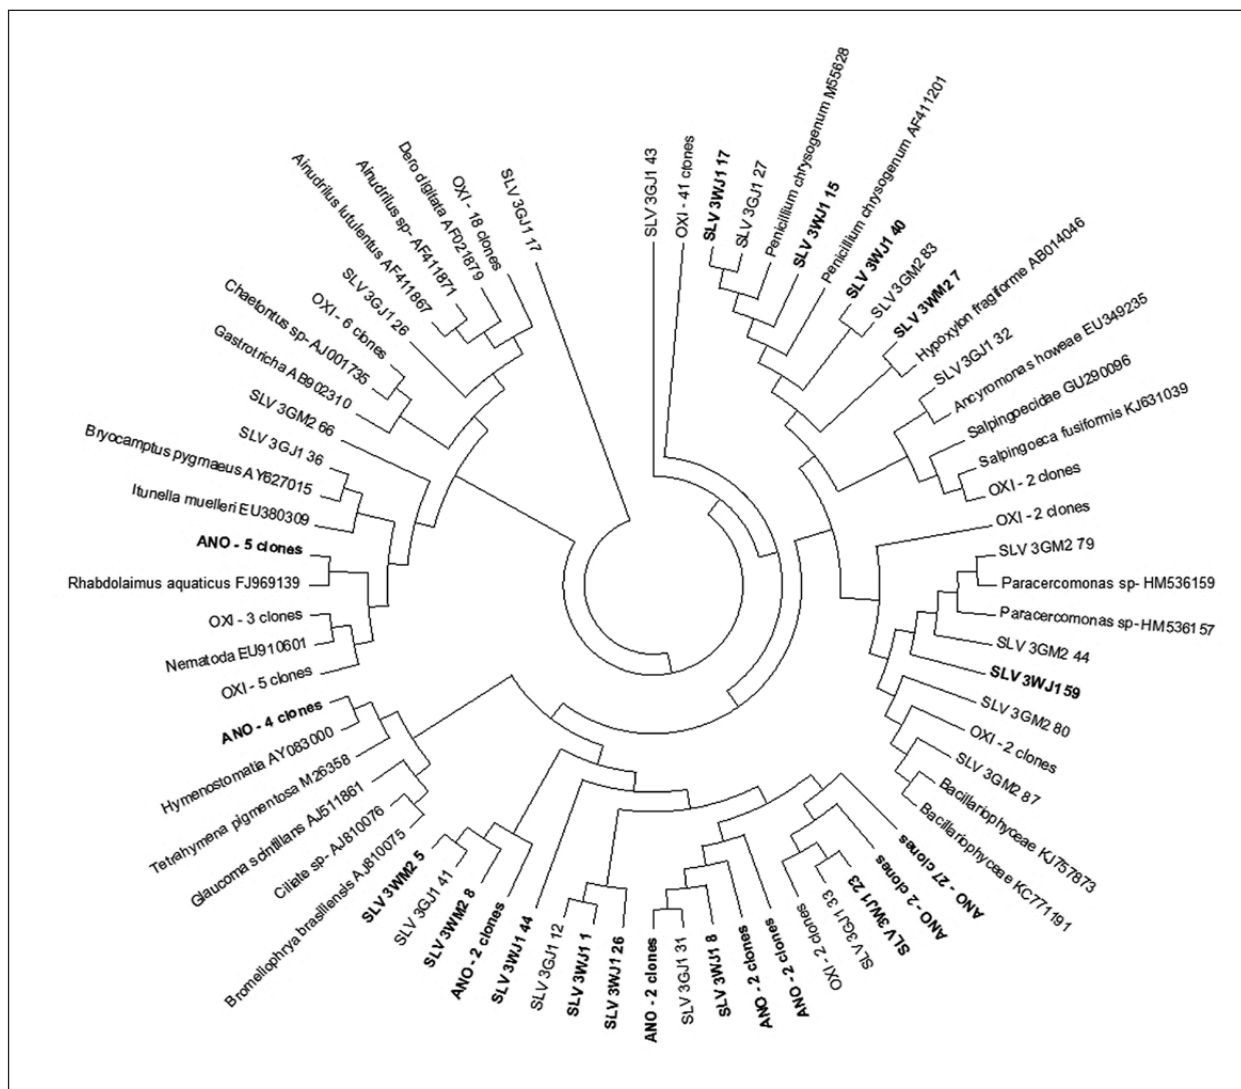 SLV 3GJ1 43
OXI - 41 clones
SLV 3WJ1 17
SLV 3GJ1 27
Penicillium chrysogenum M55628
SLV 3WJ1 15
Penicillium chrysogenum AF411201
SLV 3WJ1 40
SLV 3GM2 83
SLV 3WM2 7
Hypoxylon fragiforme AB014046
SLV 3GJ1 32
Ancyromonas howeae EU349235
Salpingoecidae GU290096
Salpingoeca fusiformis KJ631039
OXI - 2 clones
OXI - 2 clones
SLV 3GM2 79
Paracercomonas sp- HM536159
Paracercomonas sp- HM536157
SLV 3GM2 44
SLV 3WJ1 59
SLV 3GM2 80
OXI - 2 clones
SLV 3GM2 87
Bacillariophyceae KJ757873
Bacillariophyceae KC771191
ANO - 27 clones
ANO - 2 clones
SLV 3WJ1 23
SLV 3GJ1 33
OXI - 2 clones
ANO - 2 clones
ANO - 2 clones
SLV 3WJ1 8
SLV 3GJ1 31
ANO - 2 clones
SLV 3WJ1 26
SLV 3WJ1 1
SLV 3GJ1 12
SLV 3WJ1 44
ANO - 2 clones
SLV 3WM2 8
SLV 3GJ1 41
SLV 3WM2 5
Bromeliophrya brasiliensis AJ810075
Ciliate sp- AJ810076
Glaucoma scintillans AJ511861
Tetrahymena pigmentosa M26358
Hymenostomatia AY083000
ANO - 4 clones
OXI - 5 clones
Nematoda EU910601
OXI - 3 clones
Rhabdolaimus aquaticus FJ969139
ANO - 5 clones
Itunella muelleri EU380309
Bryocamptus pygmaeus AY627015
SLV 3GJ1 36
SLV 3GM2 66
Gastrotricha AB902310
Chaetontus sp- AJ001735
OXI - 6 clones
SLV 3GJ1 26
Ainudrilus lutulentus AF411867
Ainudrilus sp- AF411871
Dero digitata AF021879
OXI - 18 clones
SLV 3GJ1 17